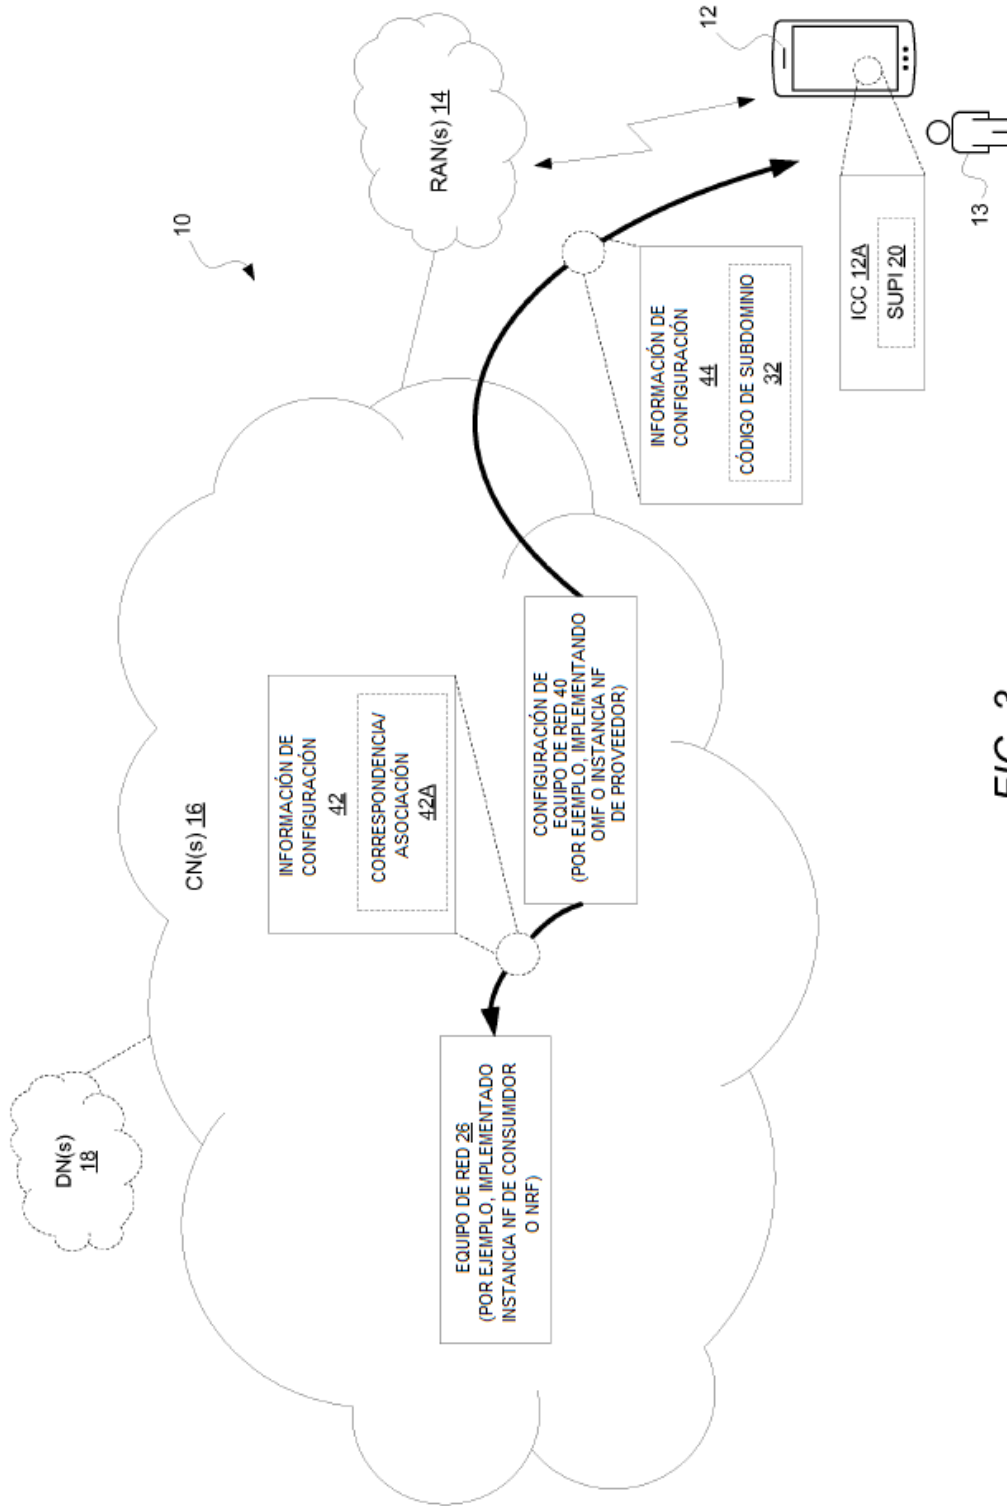 DN(s)
18
CN(s) 16
10
RAN(s) 14
12
13
INFORMACIÓN DE
CONFIGURACIÓN
42
CORRESPONDENCIA/
ASOCIACIÓN
42A
EQUIPO DE RED 26
(POR EJEMPLO, IMPLEMENTADO
INSTANCIA NF DE CONSUMIDOR
O NRF)
CONFIGURACIÓN DE
EQUIPO DE RED 40
(POR EJEMPLO, IMPLEMENTANDO
OMF O INSTANCIA NF
DE PROVEEDOR)
INFORMACIÓN DE
CONFIGURACIÓN
44
CÓDIGO DE SUBDOMINIO
32
ICC 12A
SUPI 20
FIG. 3